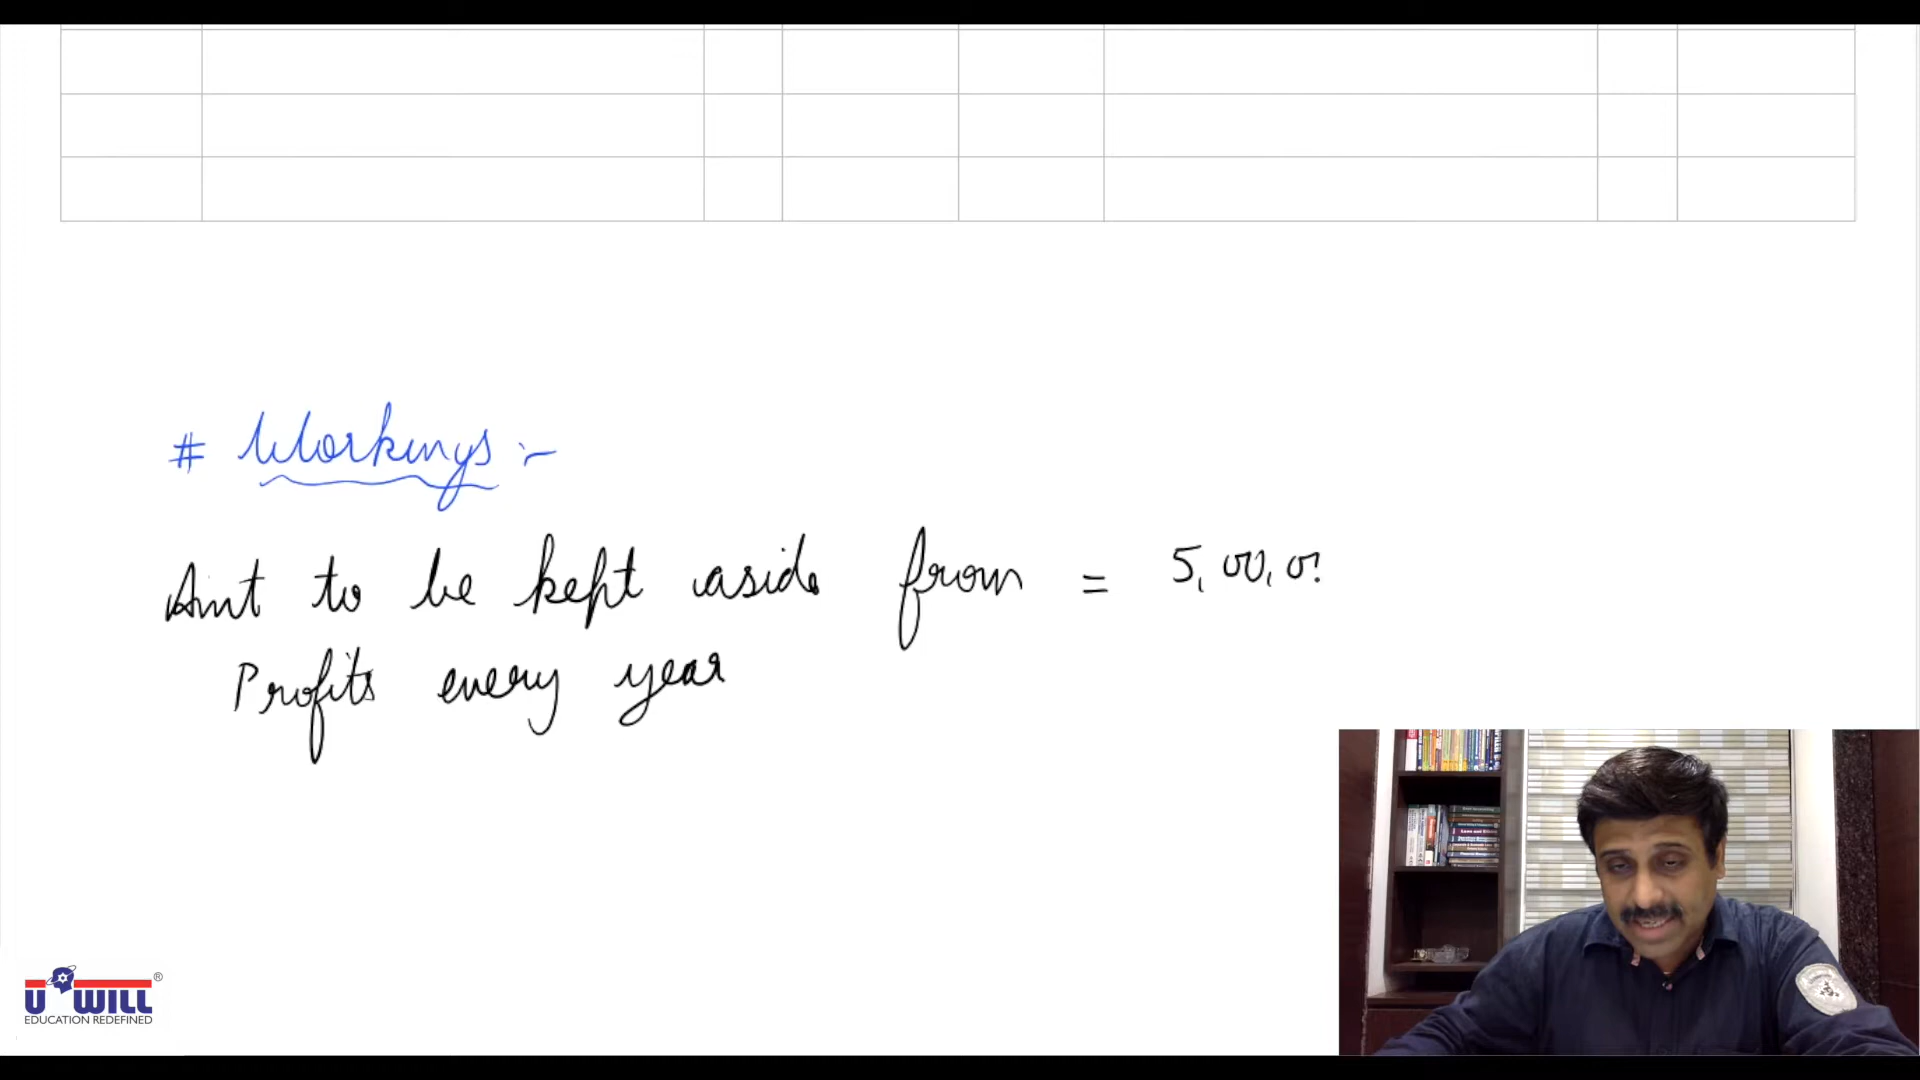 # Workings :-
Amt to be kept aside from = 5,00,0
Profits every year
U WILL ®
EDUCATION REDEFINED